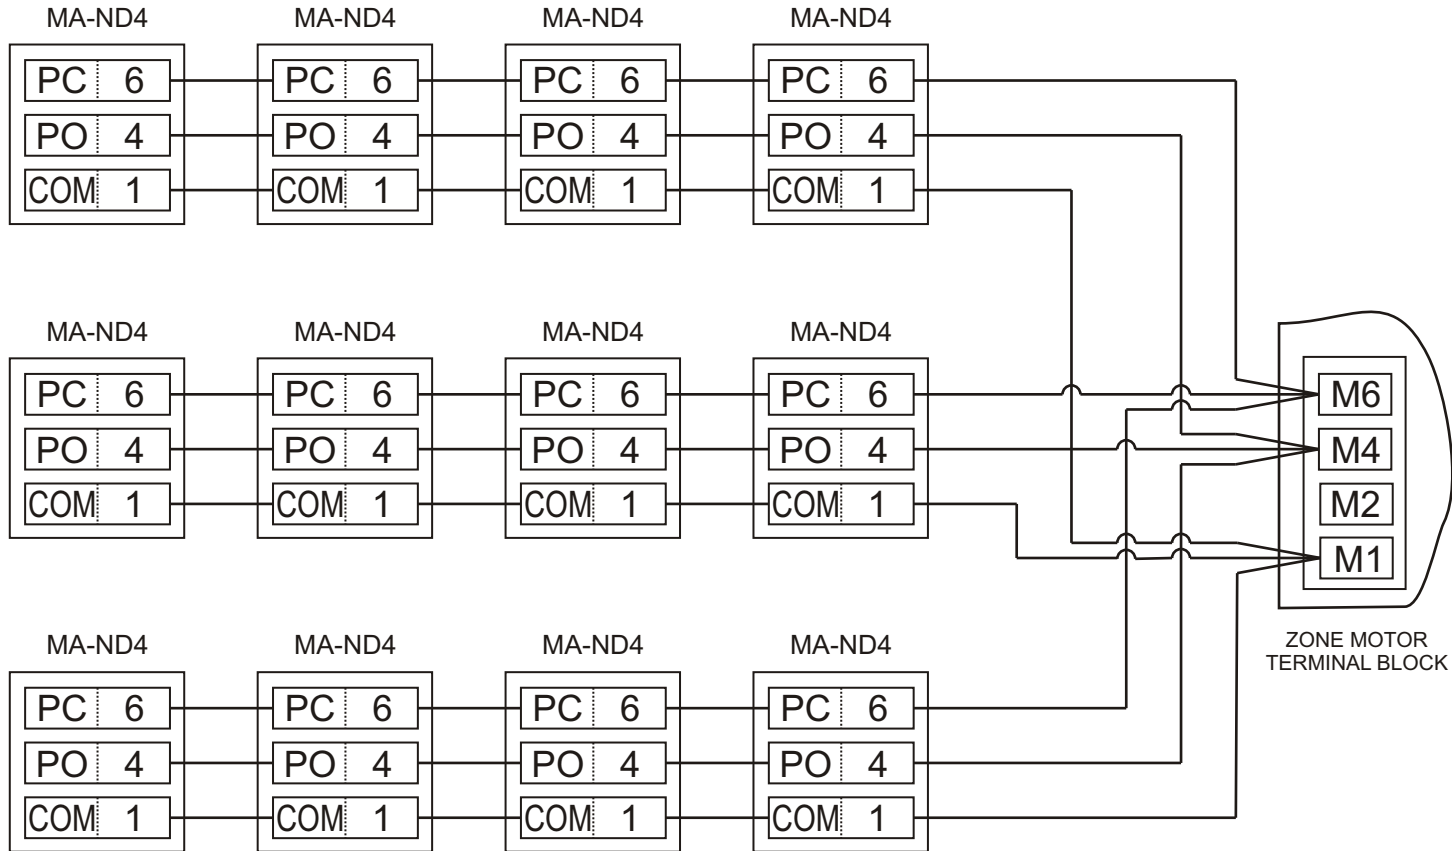 MA-ND4 MA-ND4 MA-ND4 MA-ND4
PC 6 PC 6 PC 6 PC 6
PO 4 PO 4 PO 4 PO 4
COM 1 COM 1 COM 1 COM 1
MA-ND4 MA-ND4 MA-ND4 MA-ND4
PC 6 PC 6 PC 6 PC 6
PO 4 PO 4 PO 4 PO 4
COM 1 COM 1 COM 1 COM 1
M6
M4
M2
M1
ZONE MOTOR
TERMINAL BLOCK
MA-ND4 MA-ND4 MA-ND4 MA-ND4
PC 6 PC 6 PC 6 PC 6
PO 4 PO 4 PO 4 PO 4
COM 1 COM 1 COM 1 COM 1